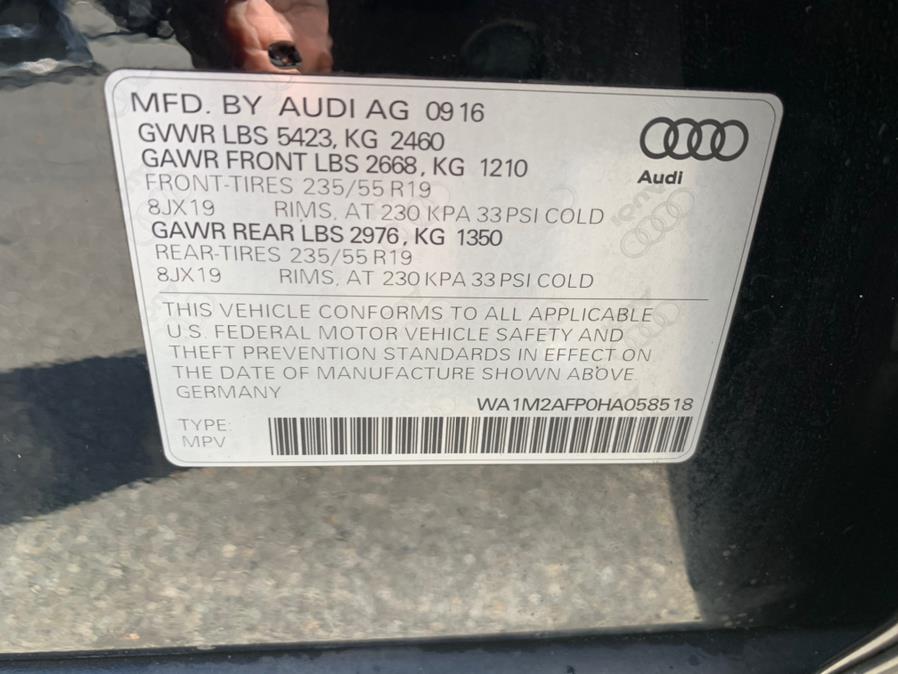 MFD. BY AUDI AG 09 16
GVWR LBS 5423, KG 2460
GAWR FRONT LBS 2668, KG 1210
FRONT-TIRES 235/55 R19
8JX19 RIMS, AT 230 KPA 33 PSI COLD
GAWR REAR LBS 2976, KG 1350
REAR-TIRES 235/55 R19
8JX19 RIMS, AT 230 KPA 33 PSI COLD
Audi
THIS VEHICLE CONFORMS TO ALL APPLICABLE
U.S. FEDERAL MOTOR VEHICLE SAFETY AND
THEFT PREVENTION STANDARDS IN EFFECT ON
THE DATE OF MANUFACTURE SHOWN ABOVE.
GERMANY
WA1M2AFP0HA058518
TYPE:
MPV